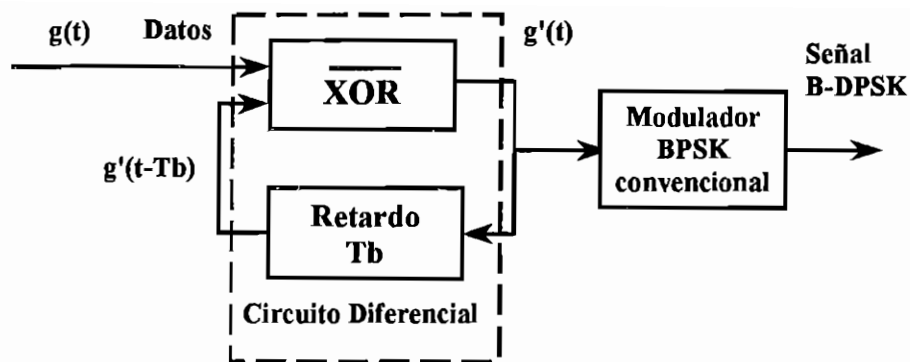 g(t)
Datos
g'(t)
XOR
Señal
B-DPSK
Modulador
BPSK
convencional
g'(t-Tb)
Retardo
Tb
Circuito Diferencial